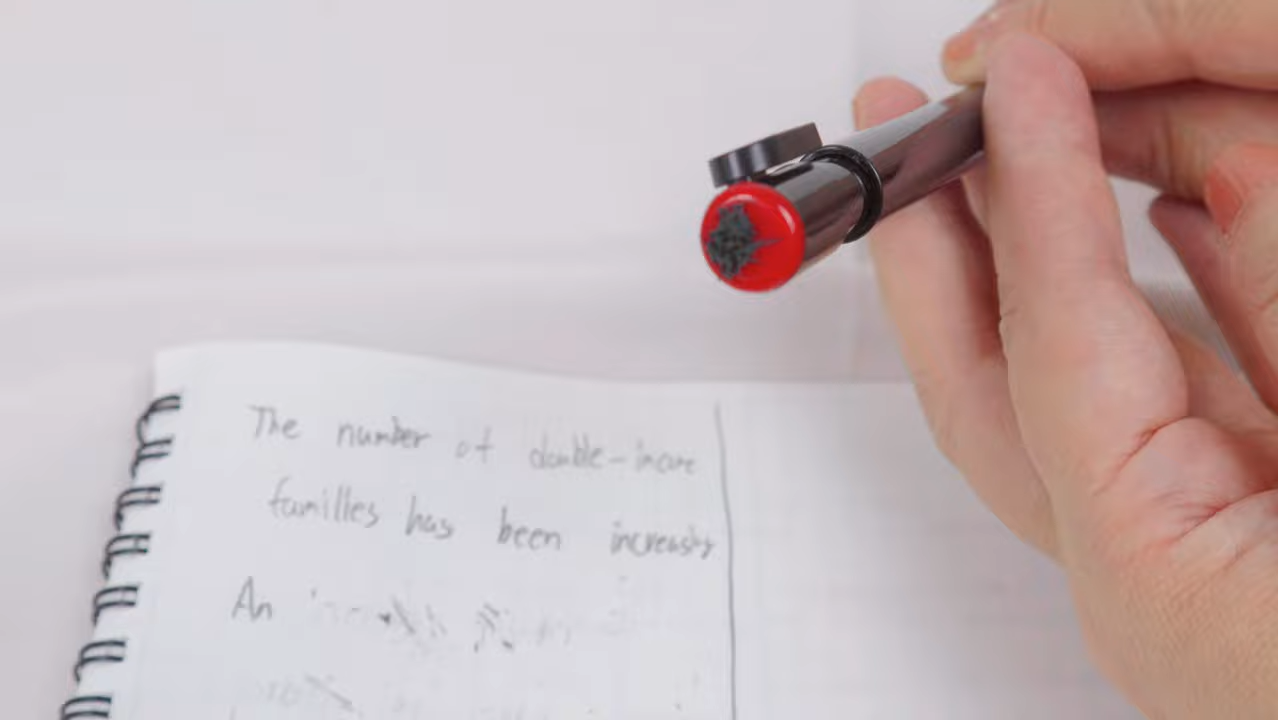 The number of double-income
families has been increasing
An